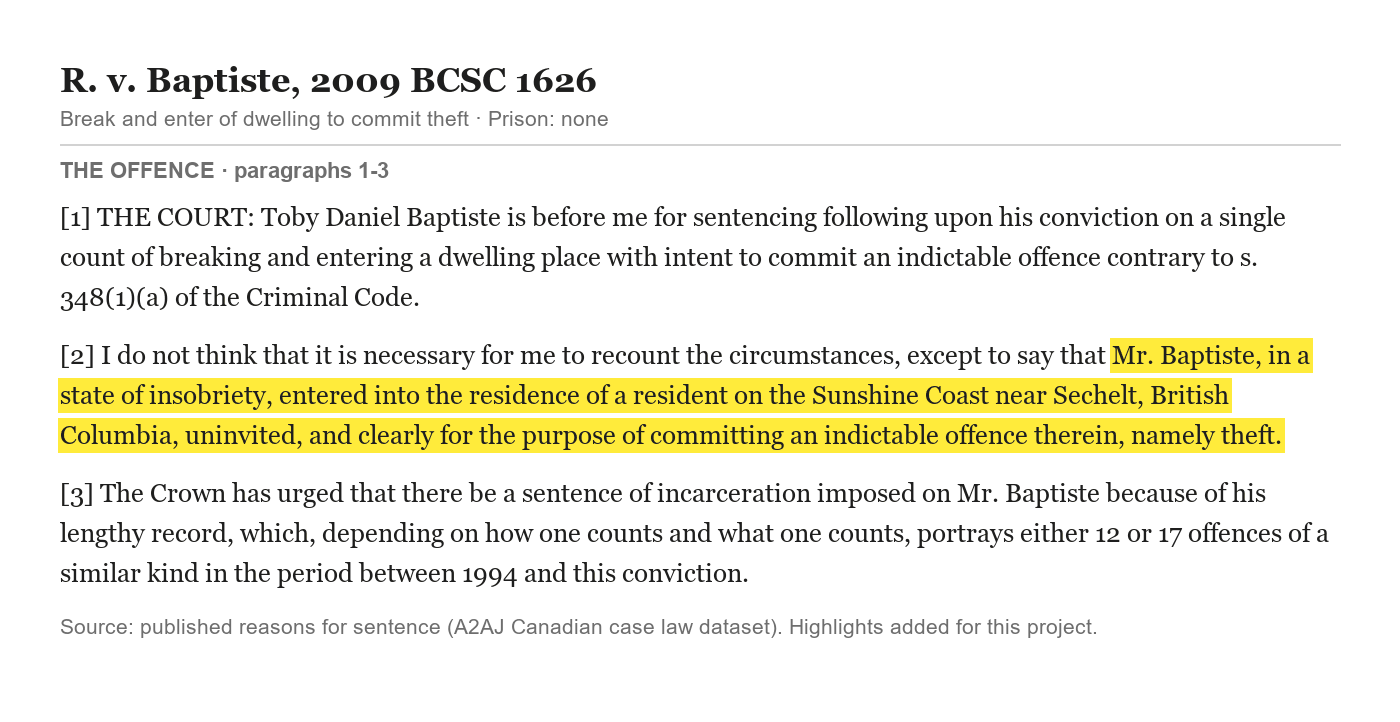 R. v. Baptiste, 2009 BCSC 1626
Break and enter of dwelling to commit theft · Prison: none
THE OFFENCE · paragraphs 1-3
[1] THE COURT: Toby Daniel Baptiste is before me for sentencing following upon his conviction on a single
count of breaking and entering a dwelling place with intent to commit an indictable offence contrary to s.
348(1)(a) of the Criminal Code.
[2] I do not think that it is necessary for me to recount the circumstances, except to say that Mr. Baptiste, in a
state of insobriety, entered into the residence of a resident on the Sunshine Coast near Sechelt, British
Columbia, uninvited, and clearly for the purpose of committing an indictable offence therein, namely theft.
[3] The Crown has urged that there be a sentence of incarceration imposed on Mr. Baptiste because of his
lengthy record, which, depending on how one counts and what one counts, portrays either 12 or 17 offences of a
similar kind in the period between 1994 and this conviction.
Source: published reasons for sentence (A2AJ Canadian case law dataset). Highlights added for this project.